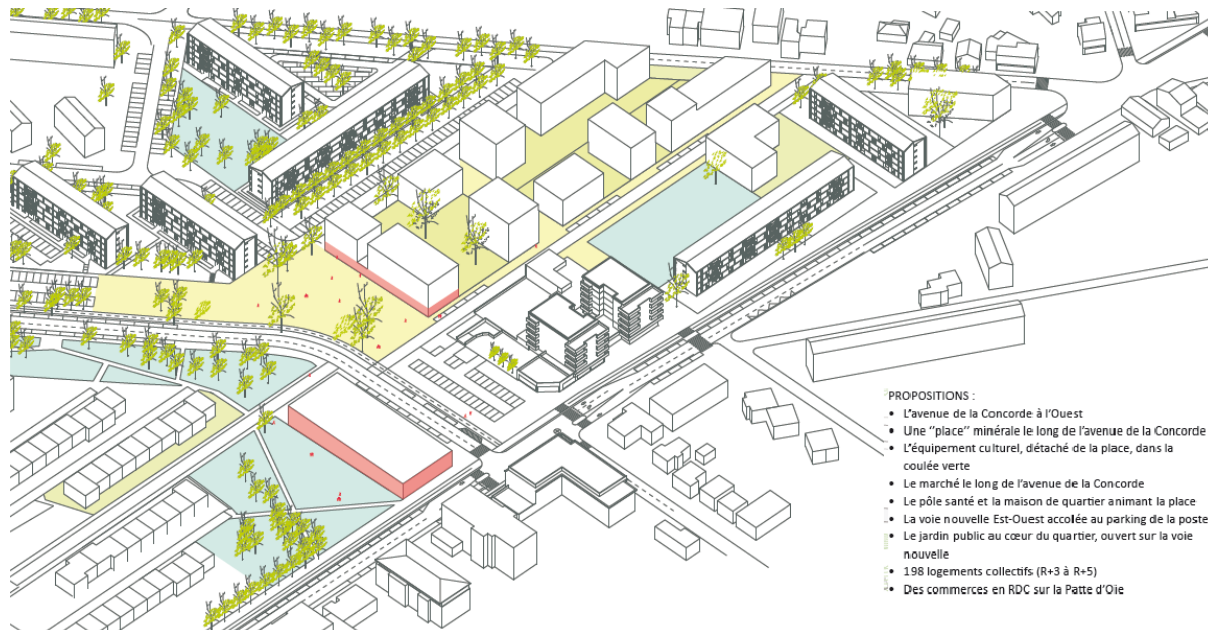 PROPOSITIONS :
• L'avenue de la Concorde à l'Ouest
• Une "place" minérale le long de l'avenue de la Concorde
• L'équipement culturel, détaché de la place, dans la
coulée verte
• Le marché le long de l'avenue de la Concorde
• Le pôle santé et la maison de quartier animant la place
• La voie nouvelle Est-Ouest accolée au parking de la poste
• Le jardin public au cœur du quartier, ouvert sur la voie
nouvelle
• 198 logements collectifs (R+3 à R+5)
• Des commerces en RDC sur la Patte d'Oie